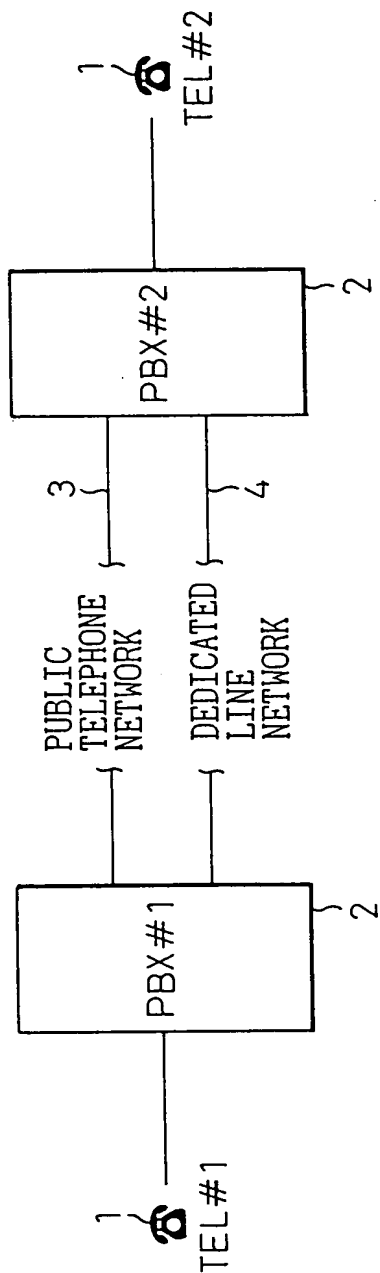 1
TEL#1
PBX#1
2
PUBLIC
TELEPHONE
NETWORK
3
DEDICATED
LINE
NETWORK
4
PBX#2
2
1
TEL#2